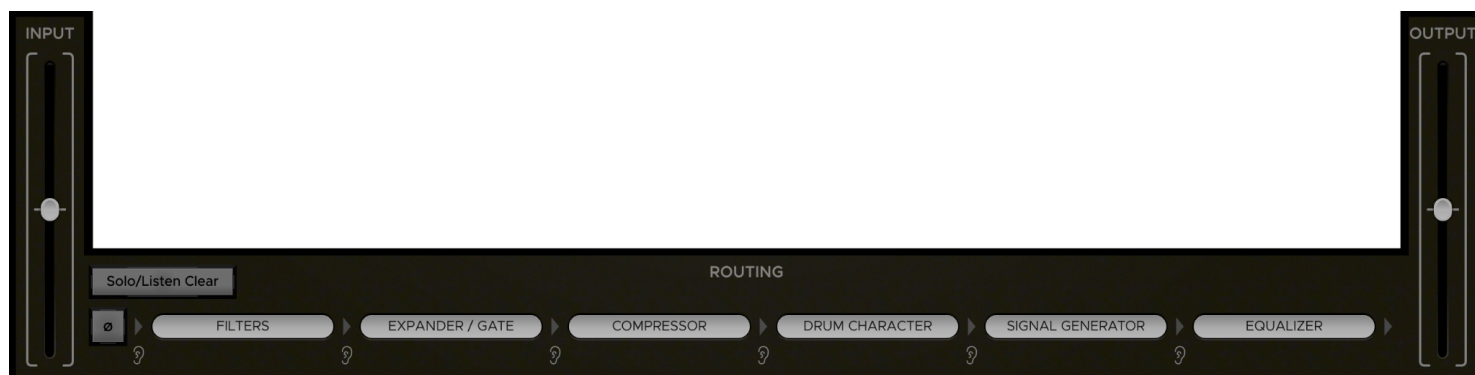 INPUT
OUTPUT
ROUTING
Solo/Listen Clear
ø
FILTERS
EXPANDER / GATE
COMPRESSOR
DRUM CHARACTER
SIGNAL GENERATOR
EQUALIZER